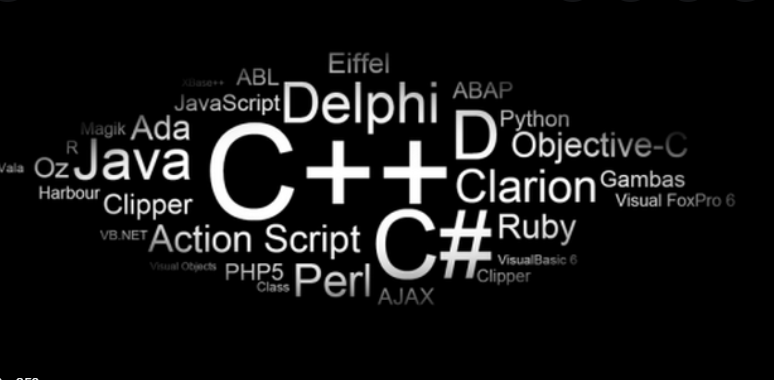 Eiffel
XBase++ ABL
JavaScript Delphi ABAP
Magik Ada D Python
R Objective-C
Vala Oz Java C++
Harbour Clarion Gambas
Clipper Visual FoxPro 6
VB.NET Action Script C# Ruby
Visual Objects PHP5 Perl VisualBasic 6
Class Clipper
AJAX